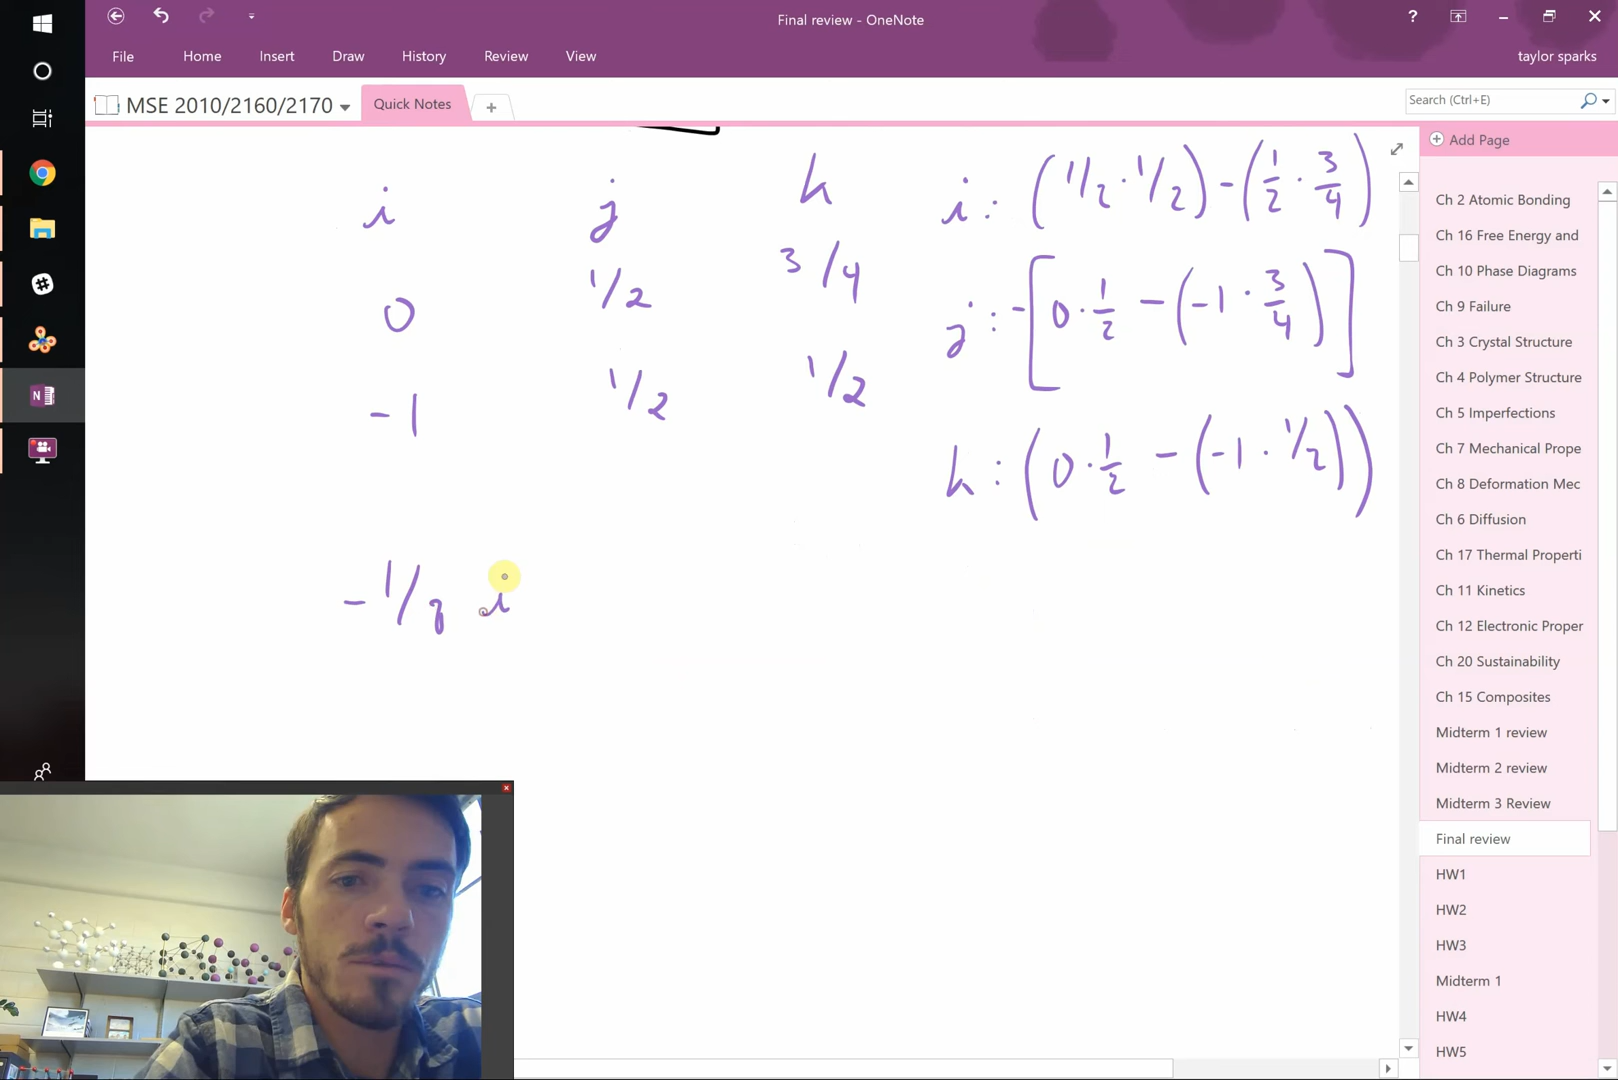 Final review - OneNote
File Home Insert Draw History Review View
taylor sparks
MSE 2010/2160/2170
Quick Notes
Search (Ctrl+E)
Add Page
i j k
0 1/2 3/4
-1 1/2 1/2
i: (1/2 · 1/2) - (1/2 · 3/4)
j: -[0 · 1/2 - (-1 · 3/4)]
k: (0 · 1/2 - (-1 · 1/2))
-1/8 i
Ch 2 Atomic Bonding
Ch 16 Free Energy and
Ch 10 Phase Diagrams
Ch 9 Failure
Ch 3 Crystal Structure
Ch 4 Polymer Structure
Ch 5 Imperfections
Ch 7 Mechanical Prope
Ch 8 Deformation Mec
Ch 6 Diffusion
Ch 17 Thermal Properti
Ch 11 Kinetics
Ch 12 Electronic Proper
Ch 20 Sustainability
Ch 15 Composites
Midterm 1 review
Midterm 2 review
Midterm 3 Review
Final review
HW1
HW2
HW3
Midterm 1
HW4
HW5